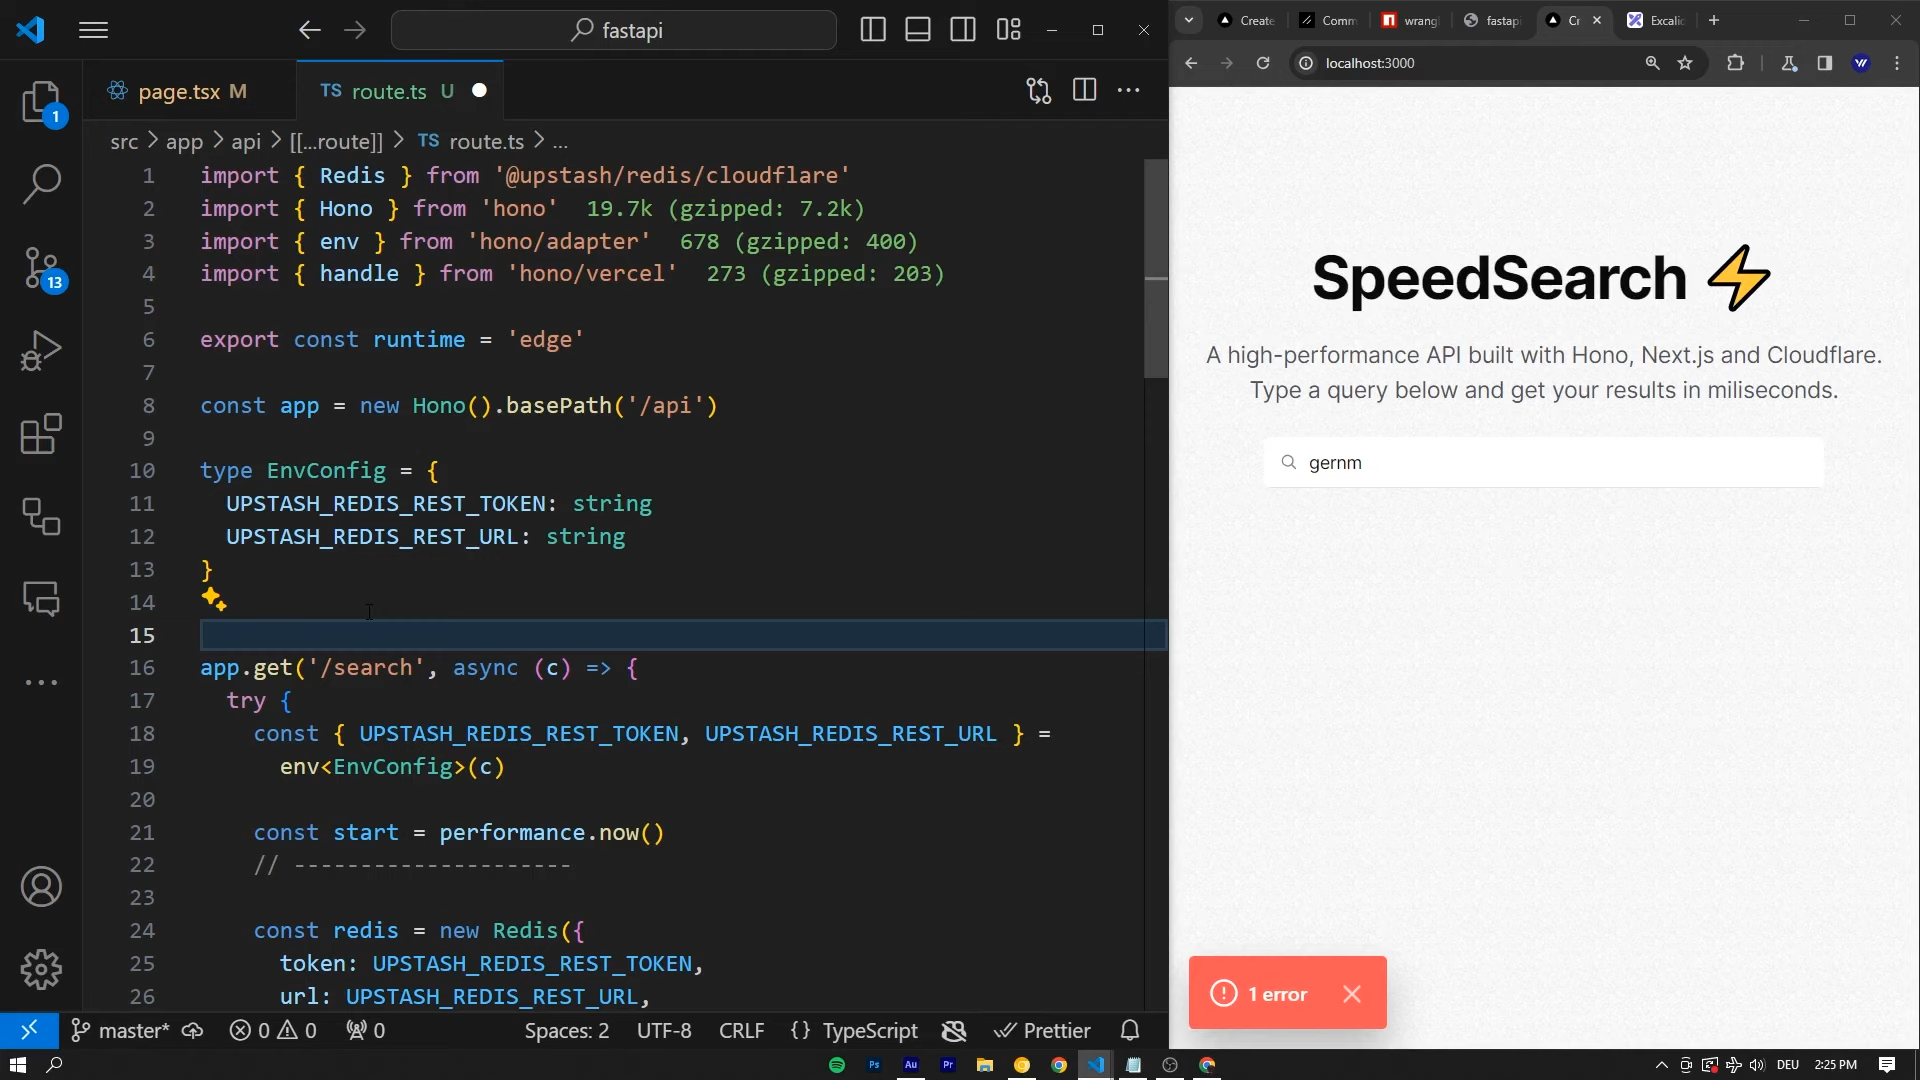 fastapi
page.tsx M
TS route.ts U
src > app > api > [[...route]] > TS route.ts > ...
1 import { Redis } from '@upstash/redis/cloudflare'
2 import { Hono } from 'hono' 19.7k (gzipped: 7.2k)
3 import { env } from 'hono/adapter' 678 (gzipped: 400)
4 import { handle } from 'hono/vercel' 273 (gzipped: 203)
5
6 export const runtime = 'edge'
7
8 const app = new Hono().basePath('/api')
9
10 type EnvConfig = {
11 UPSTASH_REDIS_REST_TOKEN: string
12 UPSTASH_REDIS_REST_URL: string
13 }
14
15
16 app.get('/search', async (c) => {
17 try {
18 const { UPSTASH_REDIS_REST_TOKEN, UPSTASH_REDIS_REST_URL } =
19 env<EnvConfig>(c)
20
21 const start = performance.now()
22 // ---------------------
23
24 const redis = new Redis({
25 token: UPSTASH_REDIS_REST_TOKEN,
26 url: UPSTASH_REDIS_REST_URL,
1
13
master* 0 0 0 Spaces: 2 UTF-8 CRLF {} TypeScript Prettier
Create Comm wrang fastapi Cr Excalid
localhost:3000
SpeedSearch ⚡
A high-performance API built with Hono, Next.js and Cloudflare.
Type a query below and get your results in miliseconds.
gernm
1 error
Ps Au Pr DEU 2:25 PM